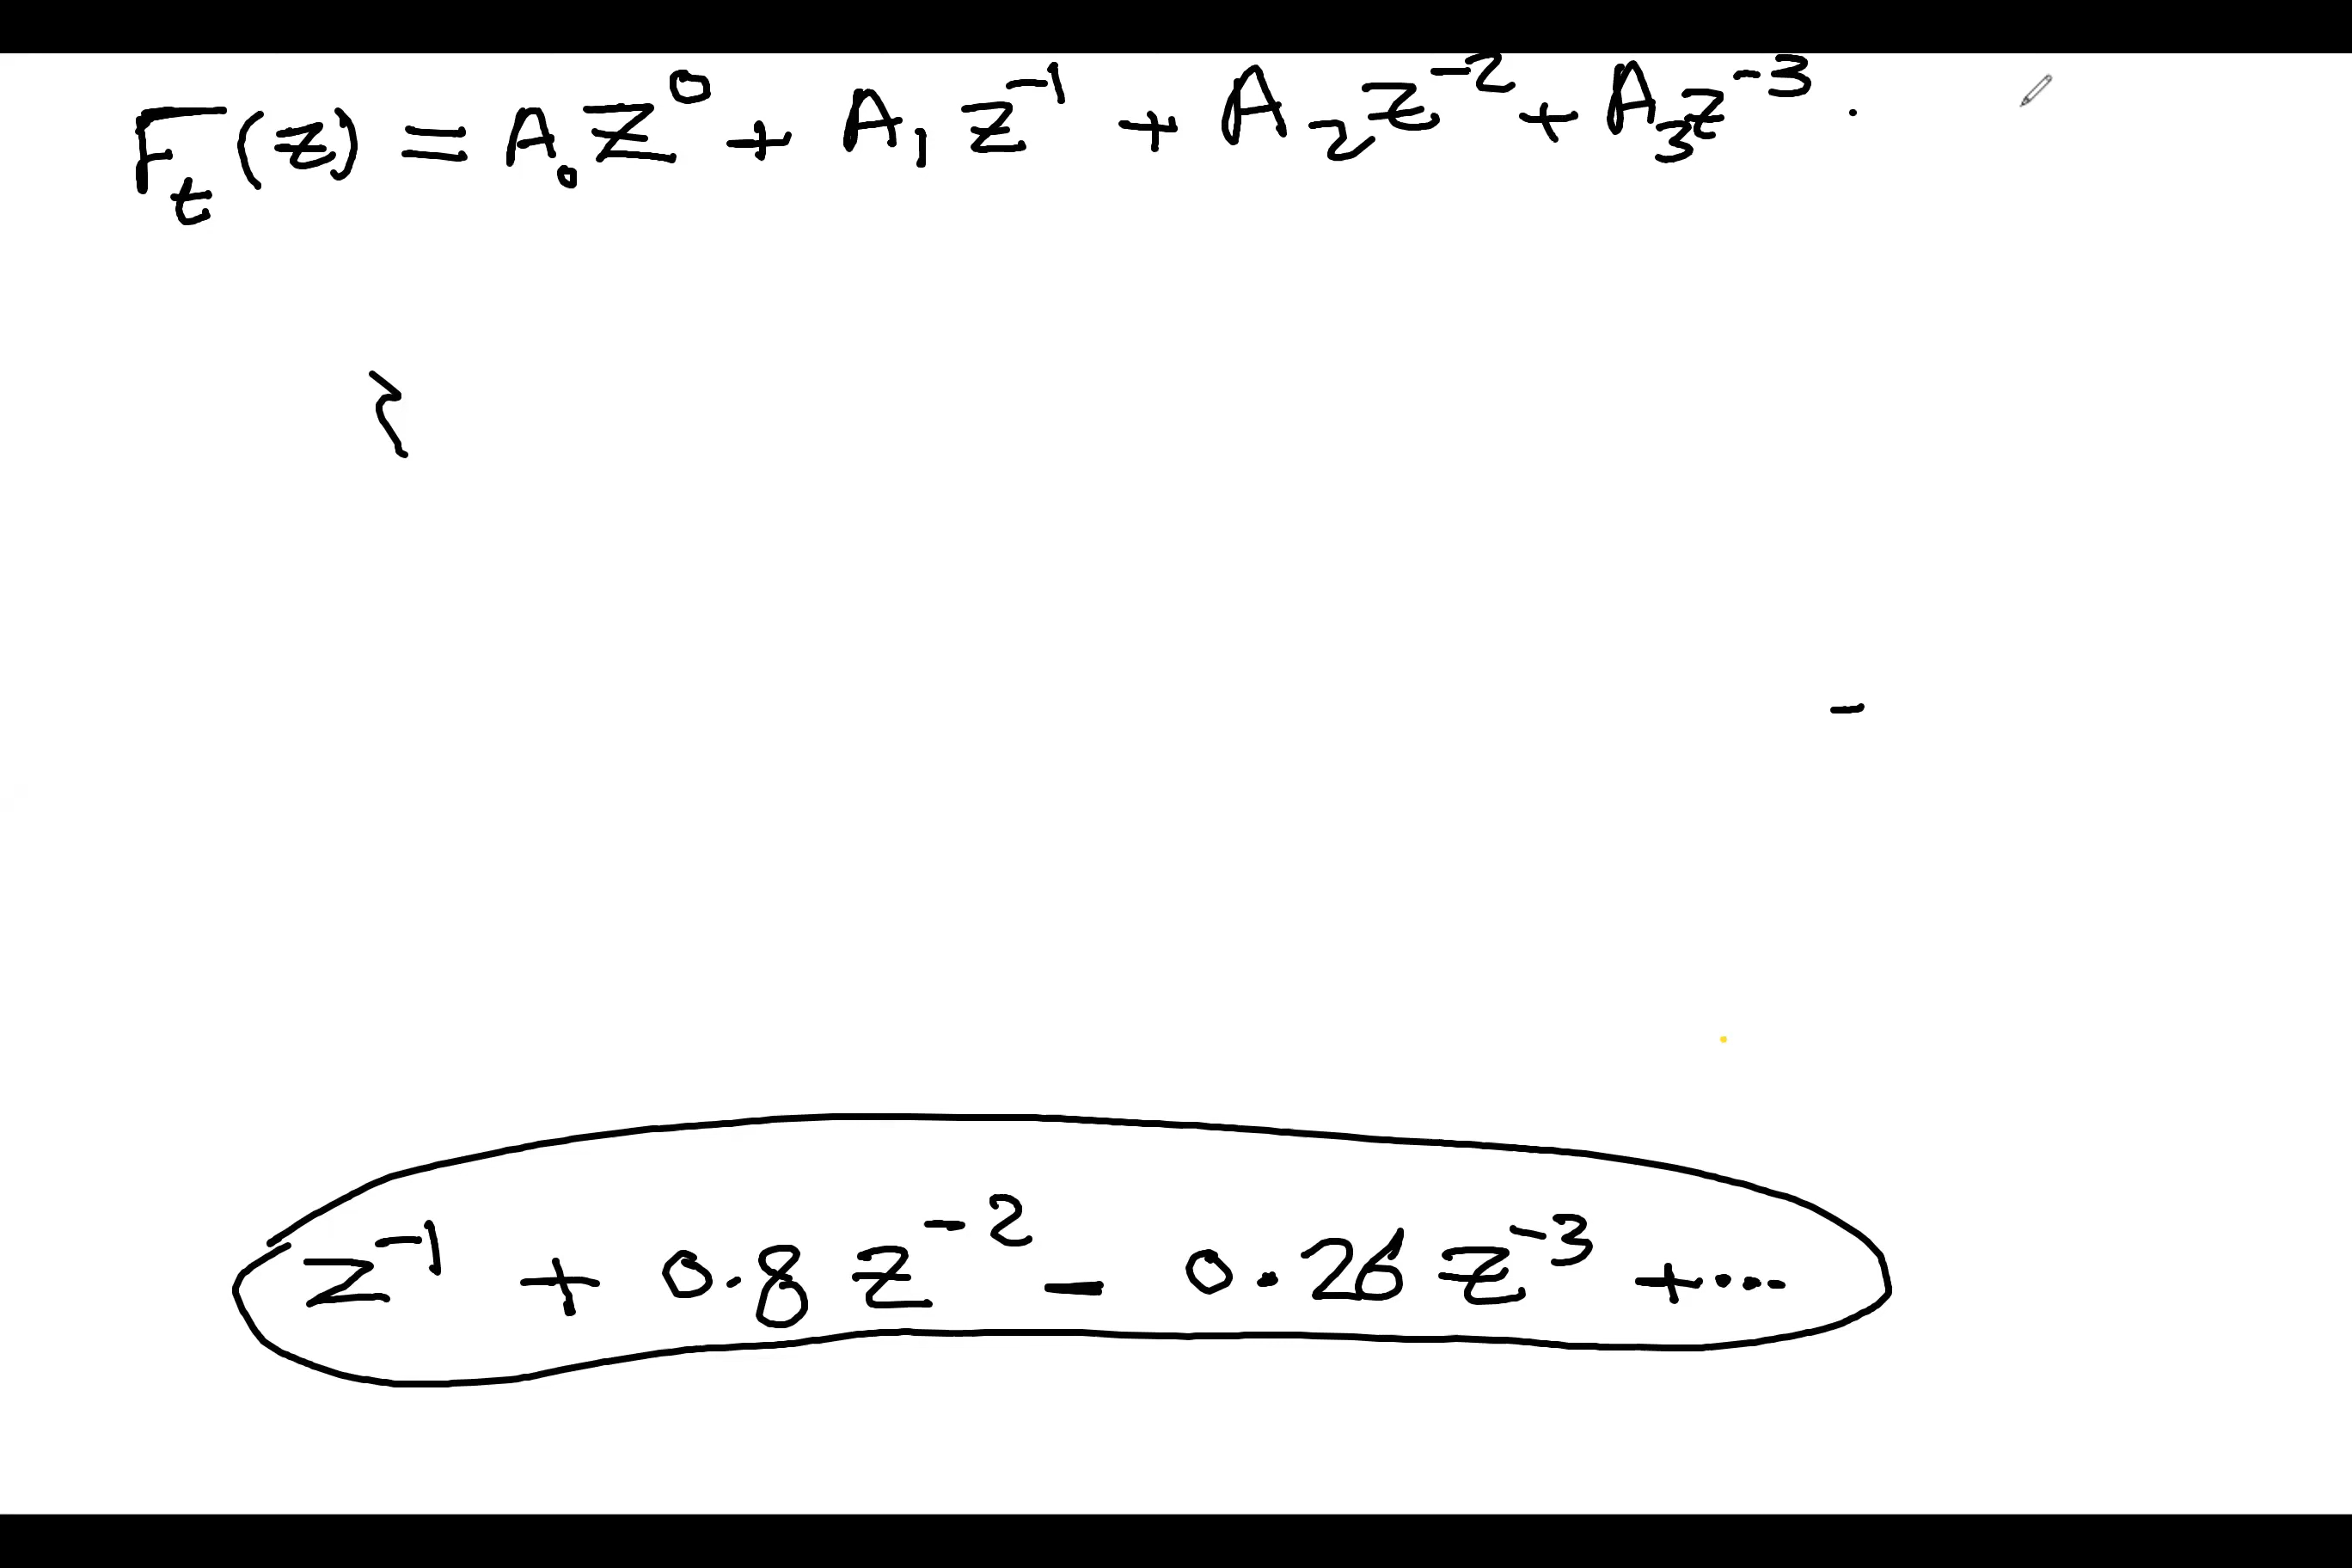 F_t(z) = A_0 z^0 + A_1 z^-1 + A_2 z^-2 + A_3 z^-3 .
z^-1 + 0.8 z^-2 - 0.26 z^-3 + ...